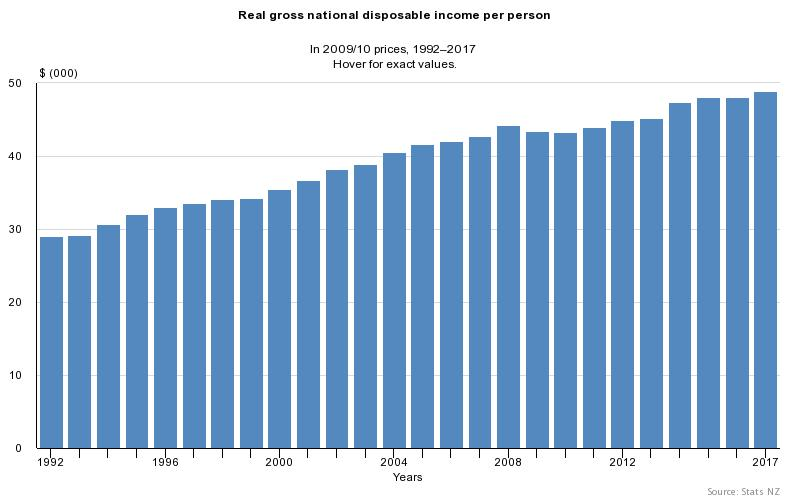 Real gross national disposable income per person
In 2009/10 prices, 1992–2017
Hover for exact values.
$ (000)
50
40
30
20
10
0
1992 1996 2000 2004 2008 2012 2017
Years
Source: Stats NZ